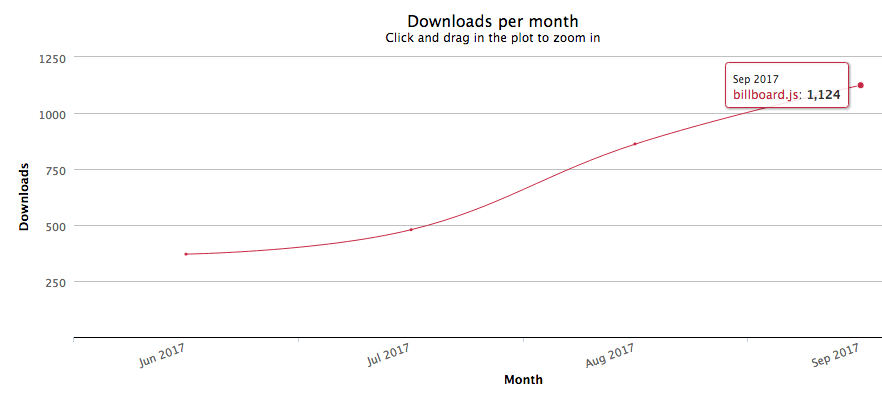 Downloads per month
Click and drag in the plot to zoom in
1250
Sep 2017
billboard.js: 1,124
1000
750
500
250
Downloads
Jun 2017
Jul 2017
Aug 2017
Sep 2017
Month